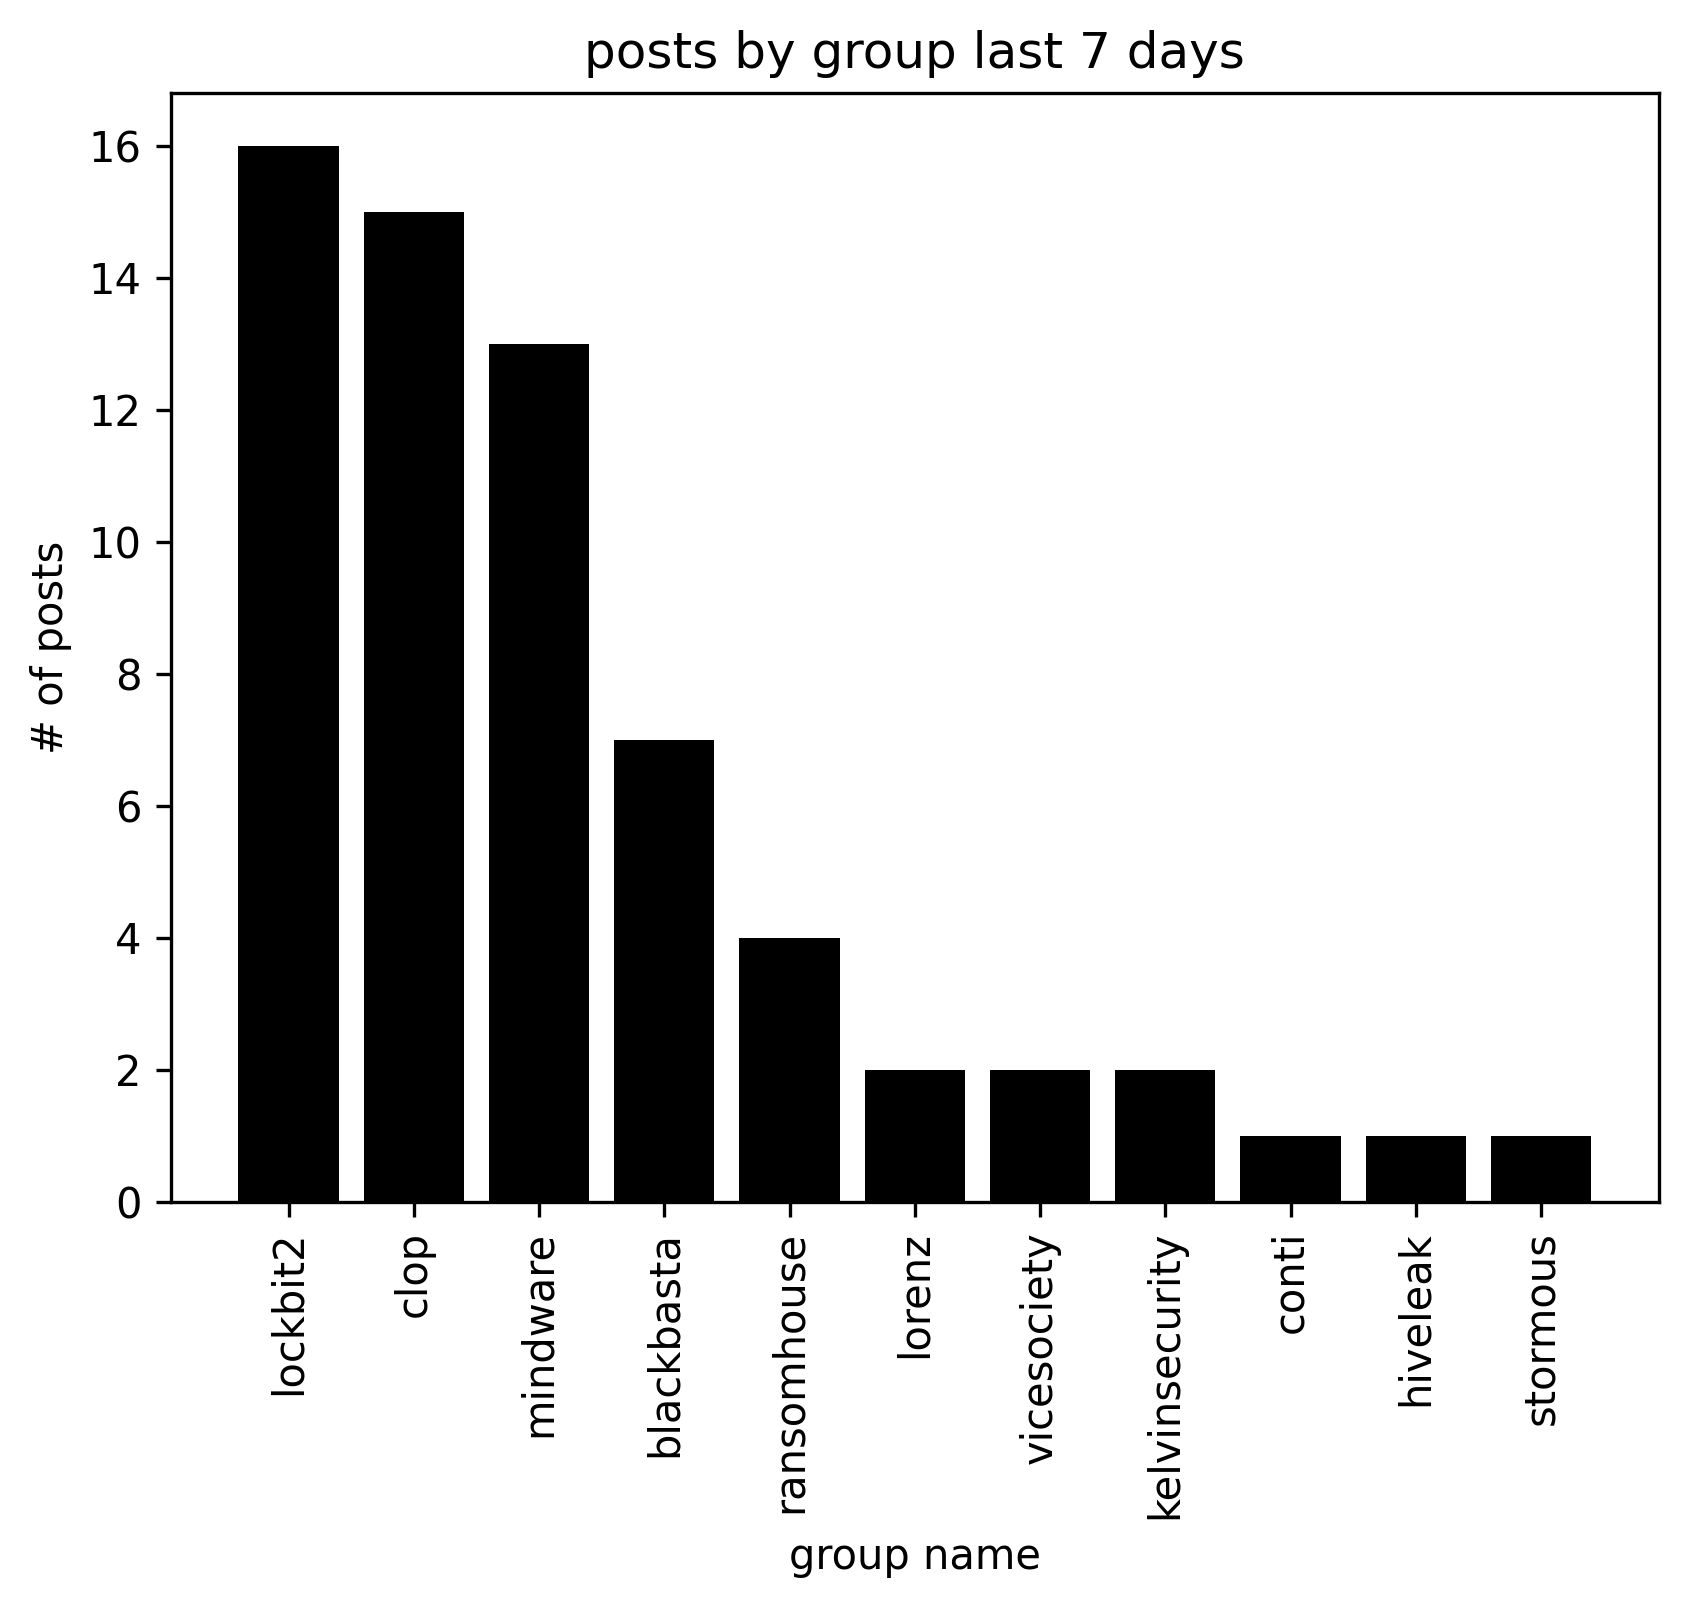 posts by group last 7 days
16
14
12
10
8
6
4
2
0
# of posts
lockbit2
clop
mindware
blackbasta
ransomhouse
lorenz
vicesociety
kelvinsecurity
conti
hiveleak
stormous
group name